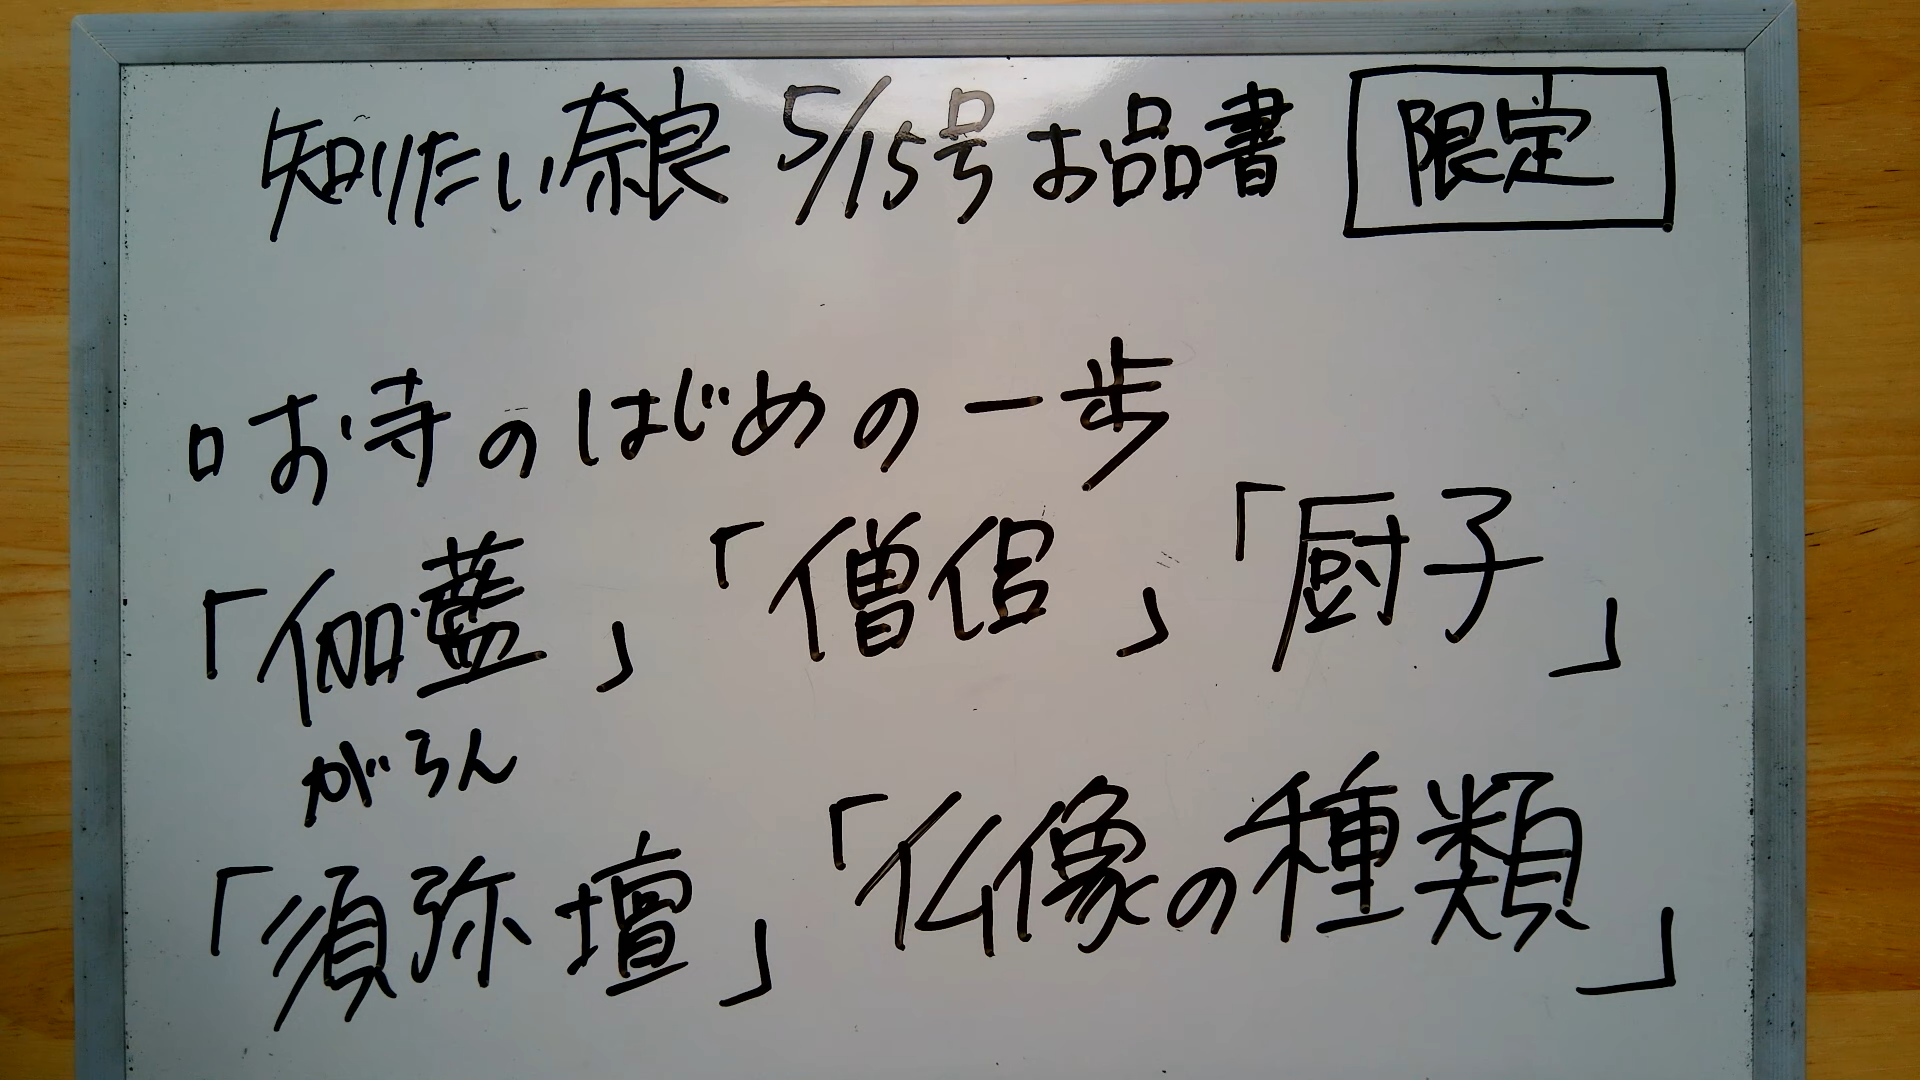 知りたい奈良 5/15号お品書 限定
ロお寺のはじめの一歩
「伽藍」「僧侶」「厨子」
がらん
「須弥壇」「仏像の種類」